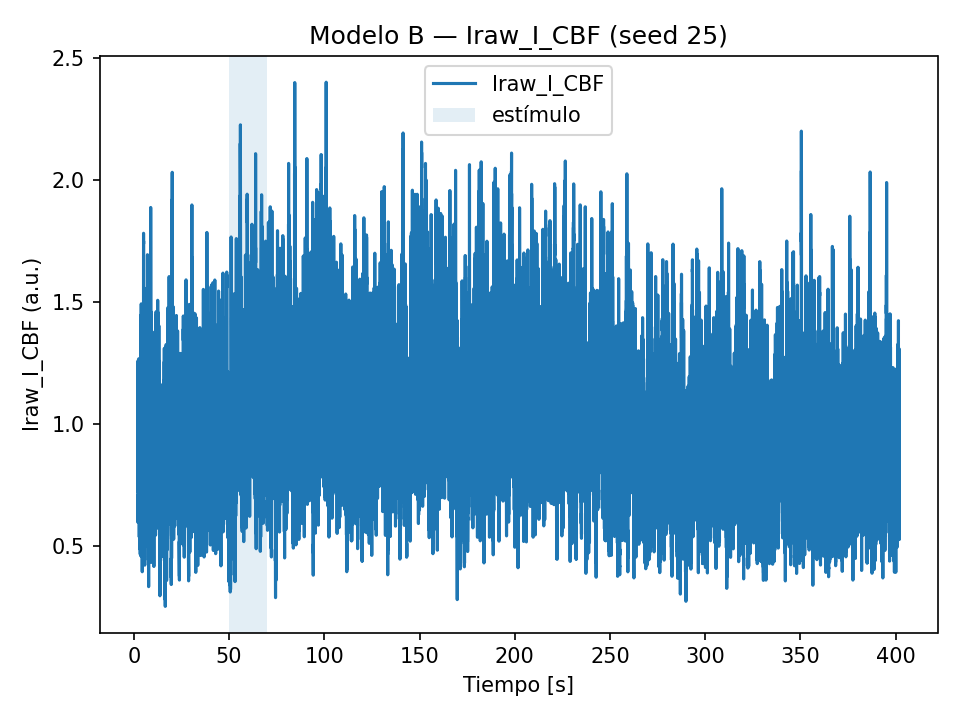 Modelo B — Iraw_I_CBF (seed 25)
Iraw_I_CBF
estímulo
Iraw_I_CBF (a.u.)
2.5
2.0
1.5
1.0
0.5
0 50 100 150 200 250 300 350 400
Tiempo [s]